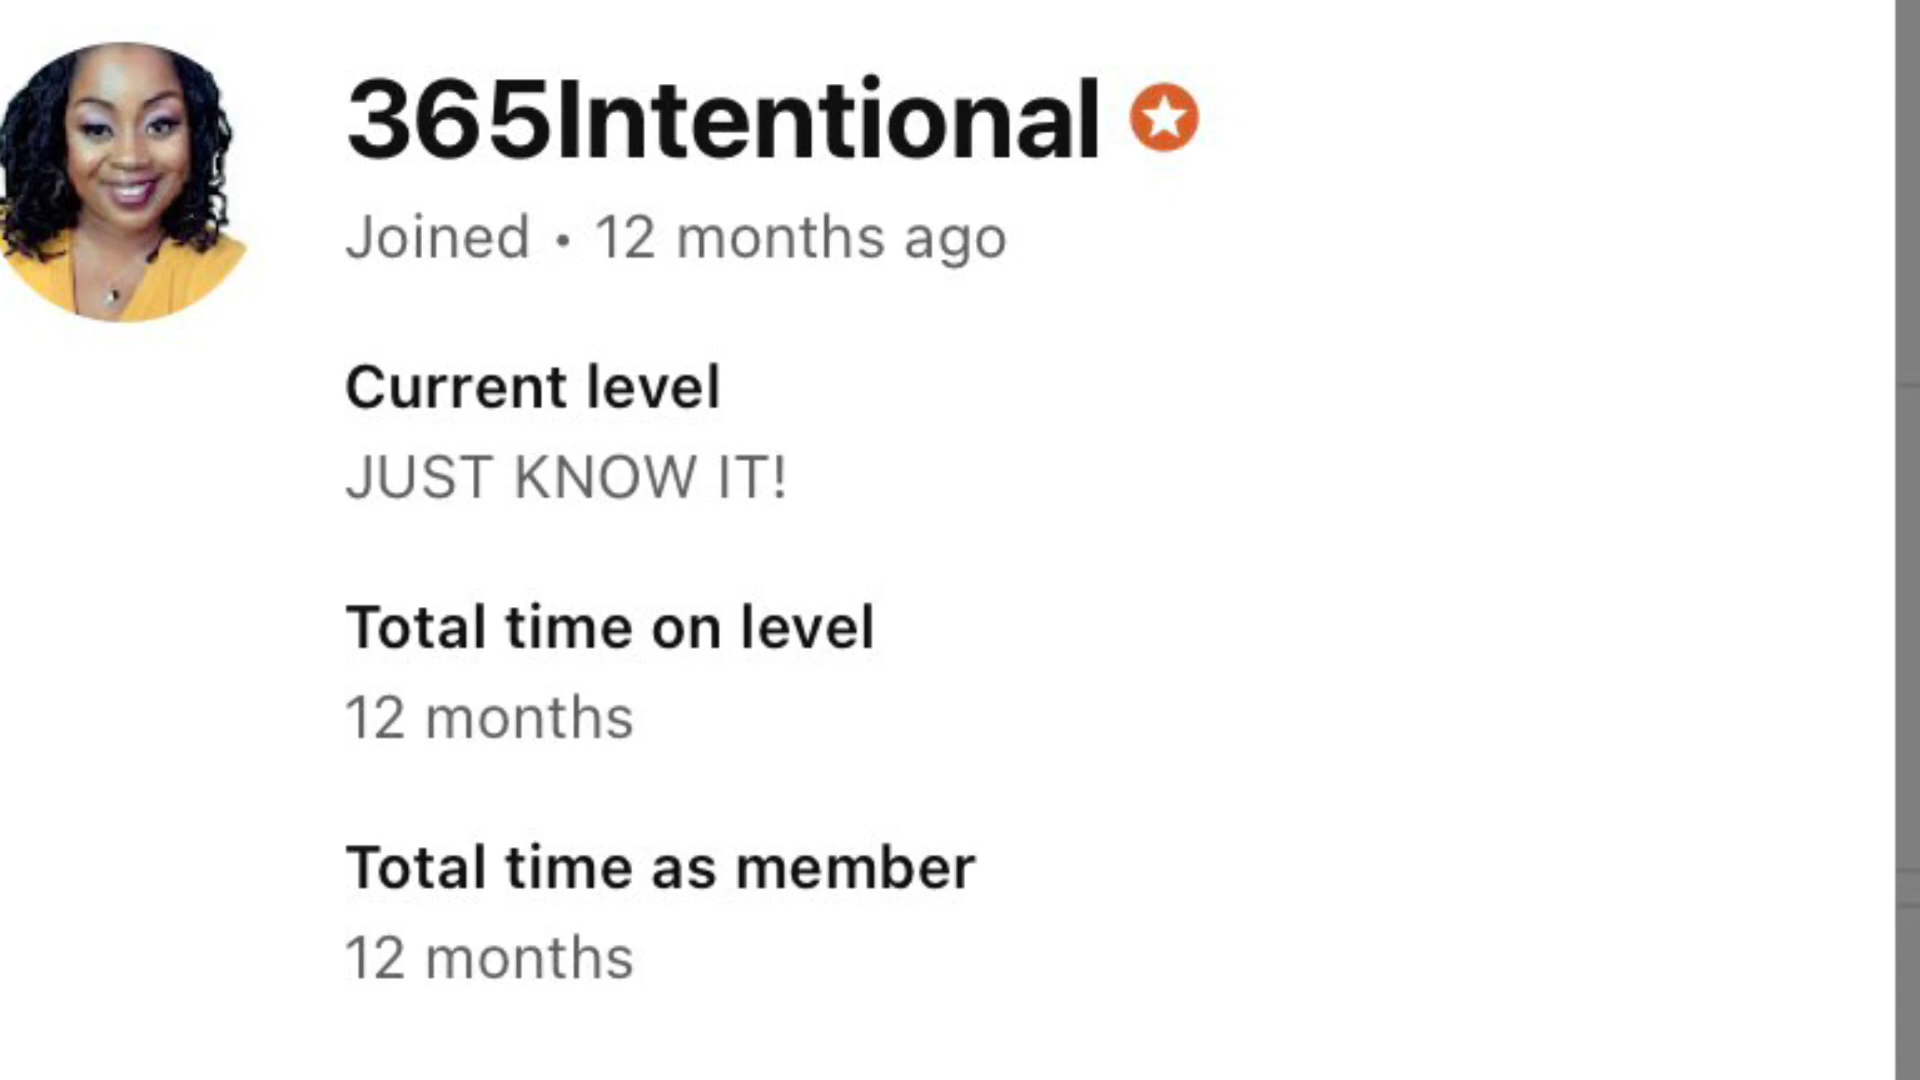 365Intentional
Joined • 12 months ago
Current level
JUST KNOW IT!
Total time on level
12 months
Total time as member
12 months